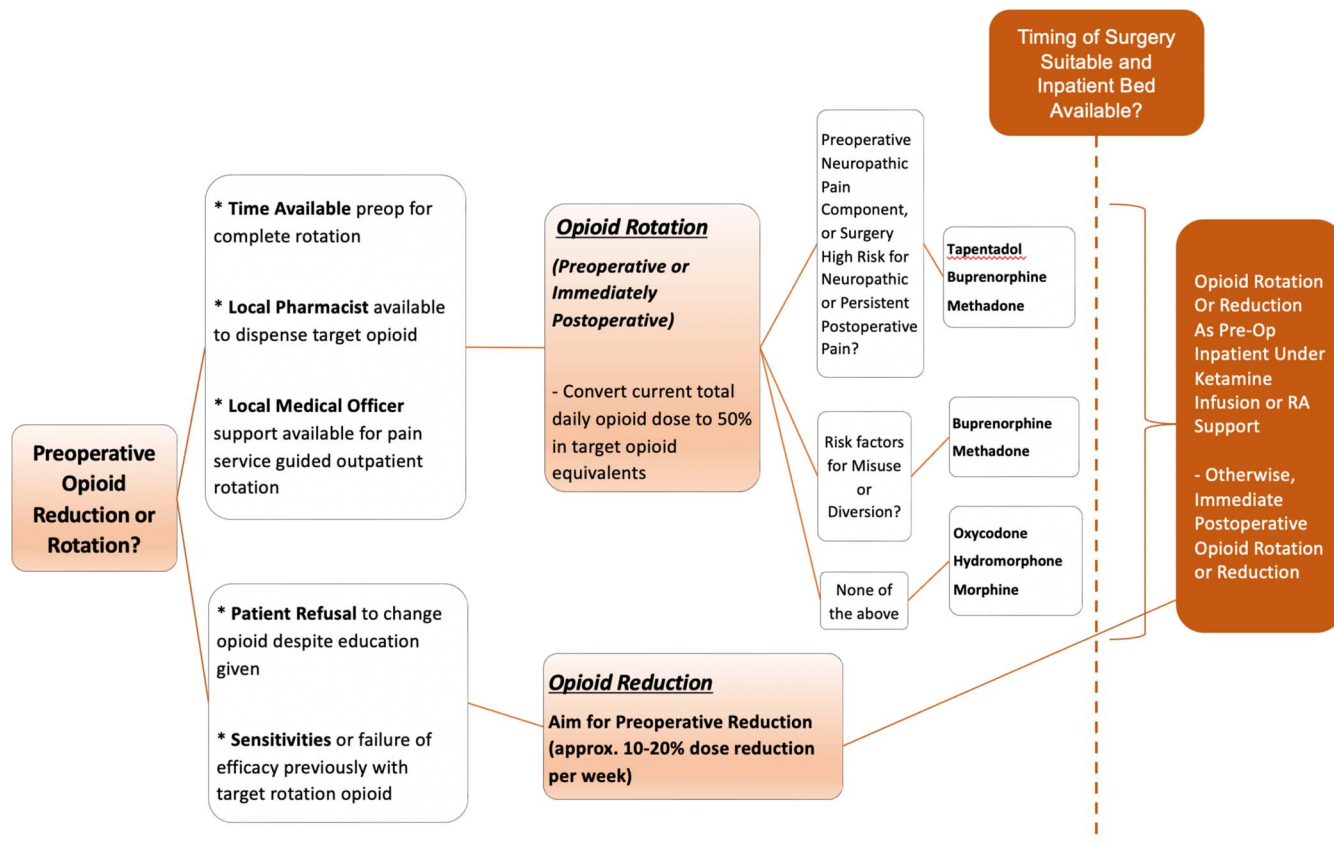 Timing of Surgery
Suitable and
Inpatient Bed
Available?
Preoperative
Opioid
Reduction or
Rotation?
* Time Available preop for
complete rotation
* Local Pharmacist available
to dispense target opioid
* Local Medical Officer
support available for pain
service guided outpatient
rotation
* Patient Refusal to change
opioid despite education
given
* Sensitivities or failure of
efficacy previously with
target rotation opioid
Opioid Rotation
(Preoperative or
Immediately
Postoperative)
- Convert current total
daily opioid dose to 50%
in target opioid
equivalents
Opioid Reduction
Aim for Preoperative Reduction
(approx. 10-20% dose reduction
per week)
Preoperative
Neuropathic
Pain
Component,
or Surgery
High Risk for
Neuropathic
or Persistent
Postoperative
Pain?
Tapentadol
Buprenorphine
Methadone
Risk factors
for Misuse
or
Diversion?
Buprenorphine
Methadone
None of
the above
Oxycodone
Hydromorphone
Morphine
Opioid Rotation
Or Reduction
As Pre-Op
Inpatient Under
Ketamine
Infusion or RA
Support
- Otherwise,
Immediate
Postoperative
Opioid Rotation
or Reduction